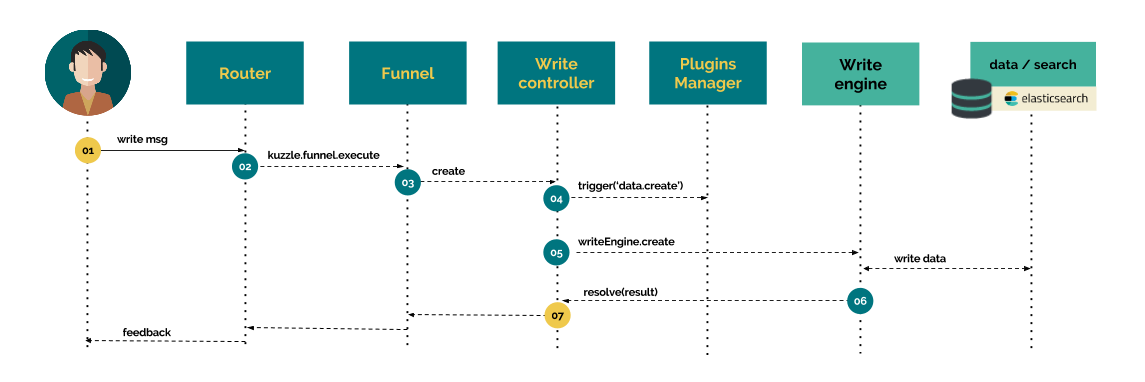 Router
Funnel
Write
controller
Plugins
Manager
Write
engine
data / search
elasticsearch
01
write msg
02
kuzzle.funnel.execute
03
create
04
trigger('data.create')
05
writeEngine.create
write data
resolve(result)
06
07
feedback